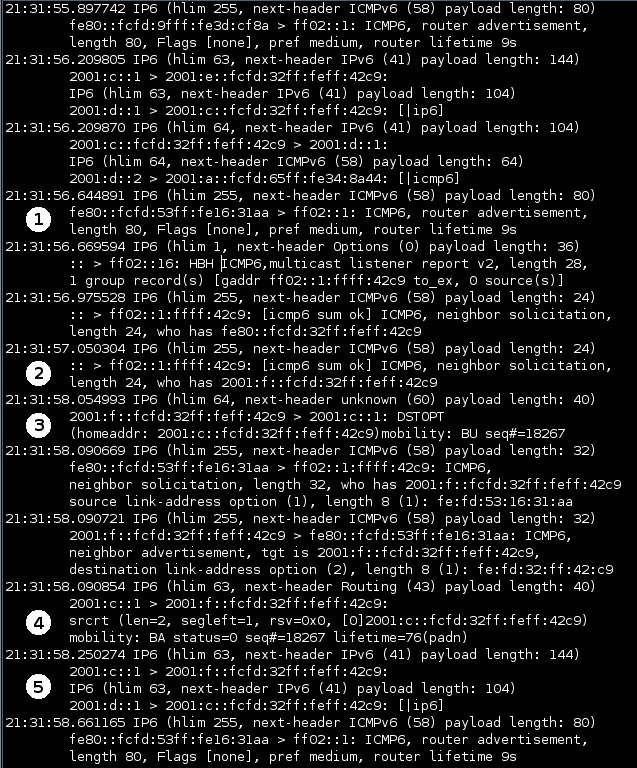 21:31:55.897742 IP6 (hlim 255, next-header ICMPv6 (58) payload length: 80)
fe80::fcfd:9fff:fe3d:cf8a > ff02::1: ICMP6, router advertisement,
length 80, Flags [none], pref medium, router lifetime 9s
21:31:56.209805 IP6 (hlim 63, next-header IPv6 (41) payload length: 144)
2001:c::1 > 2001:e::fcfd:32ff:feff:42c9:
IP6 (hlim 63, next-header IPv6 (41) payload length: 104)
2001:d::1 > 2001:c::fcfd:32ff:feff:42c9: [|ip6]
21:31:56.209870 IP6 (hlim 64, next-header IPv6 (41) payload length: 104)
2001:c::fcfd:32ff:feff:42c9 > 2001:d::1:
IP6 (hlim 64, next-header ICMPv6 (58) payload length: 64)
2001:d::2 > 2001:a::fcfd:65ff:fe34:8a44: [|icmp6]
21:31:56.644891 IP6 (hlim 255, next-header ICMPv6 (58) payload length: 80)
1 fe80::fcfd:53ff:fe16:31aa > ff02::1: ICMP6, router advertisement,
length 80, Flags [none], pref medium, router lifetime 9s
21:31:56.669594 IP6 (hlim 1, next-header Options (0) payload length: 36)
:: > ff02::16: HBH ICMP6,multicast listener report v2, length 28,
1 group record(s) [gaddr ff02::1:ffff:42c9 to_ex, 0 source(s)]
21:31:56.975528 IP6 (hlim 255, next-header ICMPv6 (58) payload length: 24)
:: > ff02::1:ffff:42c9: [icmp6 sum ok] ICMP6, neighbor solicitation,
length 24, who has fe80::fcfd:32ff:feff:42c9
21:31:57.050304 IP6 (hlim 255, next-header ICMPv6 (58) payload length: 24)
2 :: > ff02::1:ffff:42c9: [icmp6 sum ok] ICMP6, neighbor solicitation,
length 24, who has 2001:f::fcfd:32ff:feff:42c9
21:31:58.054993 IP6 (hlim 64, next-header unknown (60) payload length: 40)
3 2001:f::fcfd:32ff:feff:42c9 > 2001:c::1: DSTOPT
(homeaddr: 2001:c::fcfd:32ff:feff:42c9)mobility: BU seq#=18267
21:31:58.090669 IP6 (hlim 255, next-header ICMPv6 (58) payload length: 32)
fe80::fcfd:53ff:fe16:31aa > ff02::1:ffff:42c9: ICMP6,
neighbor solicitation, length 32, who has 2001:f::fcfd:32ff:feff:42c9
source link-address option (1), length 8 (1): fe:fd:53:16:31:aa
21:31:58.090721 IP6 (hlim 255, next-header ICMPv6 (58) payload length: 32)
2001:f::fcfd:32ff:feff:42c9 > fe80::fcfd:53ff:fe16:31aa: ICMP6,
neighbor advertisement, tgt is 2001:f::fcfd:32ff:feff:42c9,
destination link-address option (2), length 8 (1): fe:fd:32:ff:42:c9
21:31:58.090854 IP6 (hlim 63, next-header Routing (43) payload length: 40)
2001:c::1 > 2001:f::fcfd:32ff:feff:42c9:
4 srcrt (len=2, segleft=1, rsv=0x0, [0]2001:c::fcfd:32ff:feff:42c9)
mobility: BA status=0 seq#=18267 lifetime=76(padn)
21:31:58.250274 IP6 (hlim 63, next-header IPv6 (41) payload length: 144)
2001:c::1 > 2001:f::fcfd:32ff:feff:42c9:
5 IP6 (hlim 63, next-header IPv6 (41) payload length: 104)
2001:d::1 > 2001:c::fcfd:32ff:feff:42c9: [|ip6]
21:31:58.661165 IP6 (hlim 255, next-header ICMPv6 (58) payload length: 80)
fe80::fcfd:53ff:fe16:31aa > ff02::1: ICMP6, router advertisement,
length 80, Flags [none], pref medium, router lifetime 9s